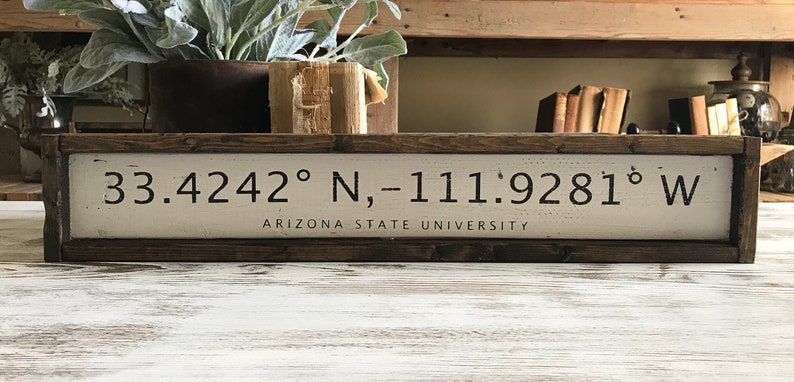 33.4242° N,-111.9281° W
ARIZONA STATE UNIVERSITY